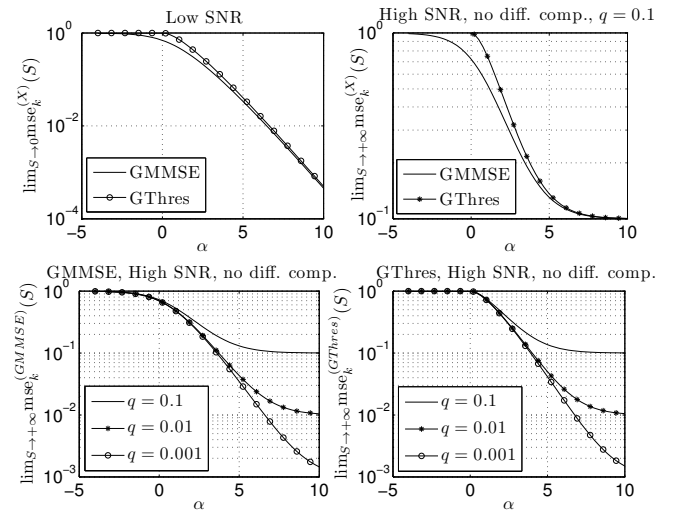 Low SNR
10^0
10^{-2}
10^{-4}
lim_{S→0}mse_k^{(X)}(S)
GMMSE
GThres
-5 0 5 10
α
High SNR, no diff. comp., q = 0.1
10^0
10^{-1}
lim_{S→+∞}mse_k^{(X)}(S)
GMMSE
GThres
-5 0 5 10
α
GMMSE, High SNR, no diff. comp.
10^0
10^{-1}
10^{-2}
10^{-3}
lim_{S→+∞}mse_k^{(GMMSE)}(S)
q = 0.1
q = 0.01
q = 0.001
-5 0 5 10
α
GThres, High SNR, no diff. comp.
10^0
10^{-1}
10^{-2}
10^{-3}
lim_{S→+∞}mse_k^{(GThres)}(S)
q = 0.1
q = 0.01
q = 0.001
-5 0 5 10
α